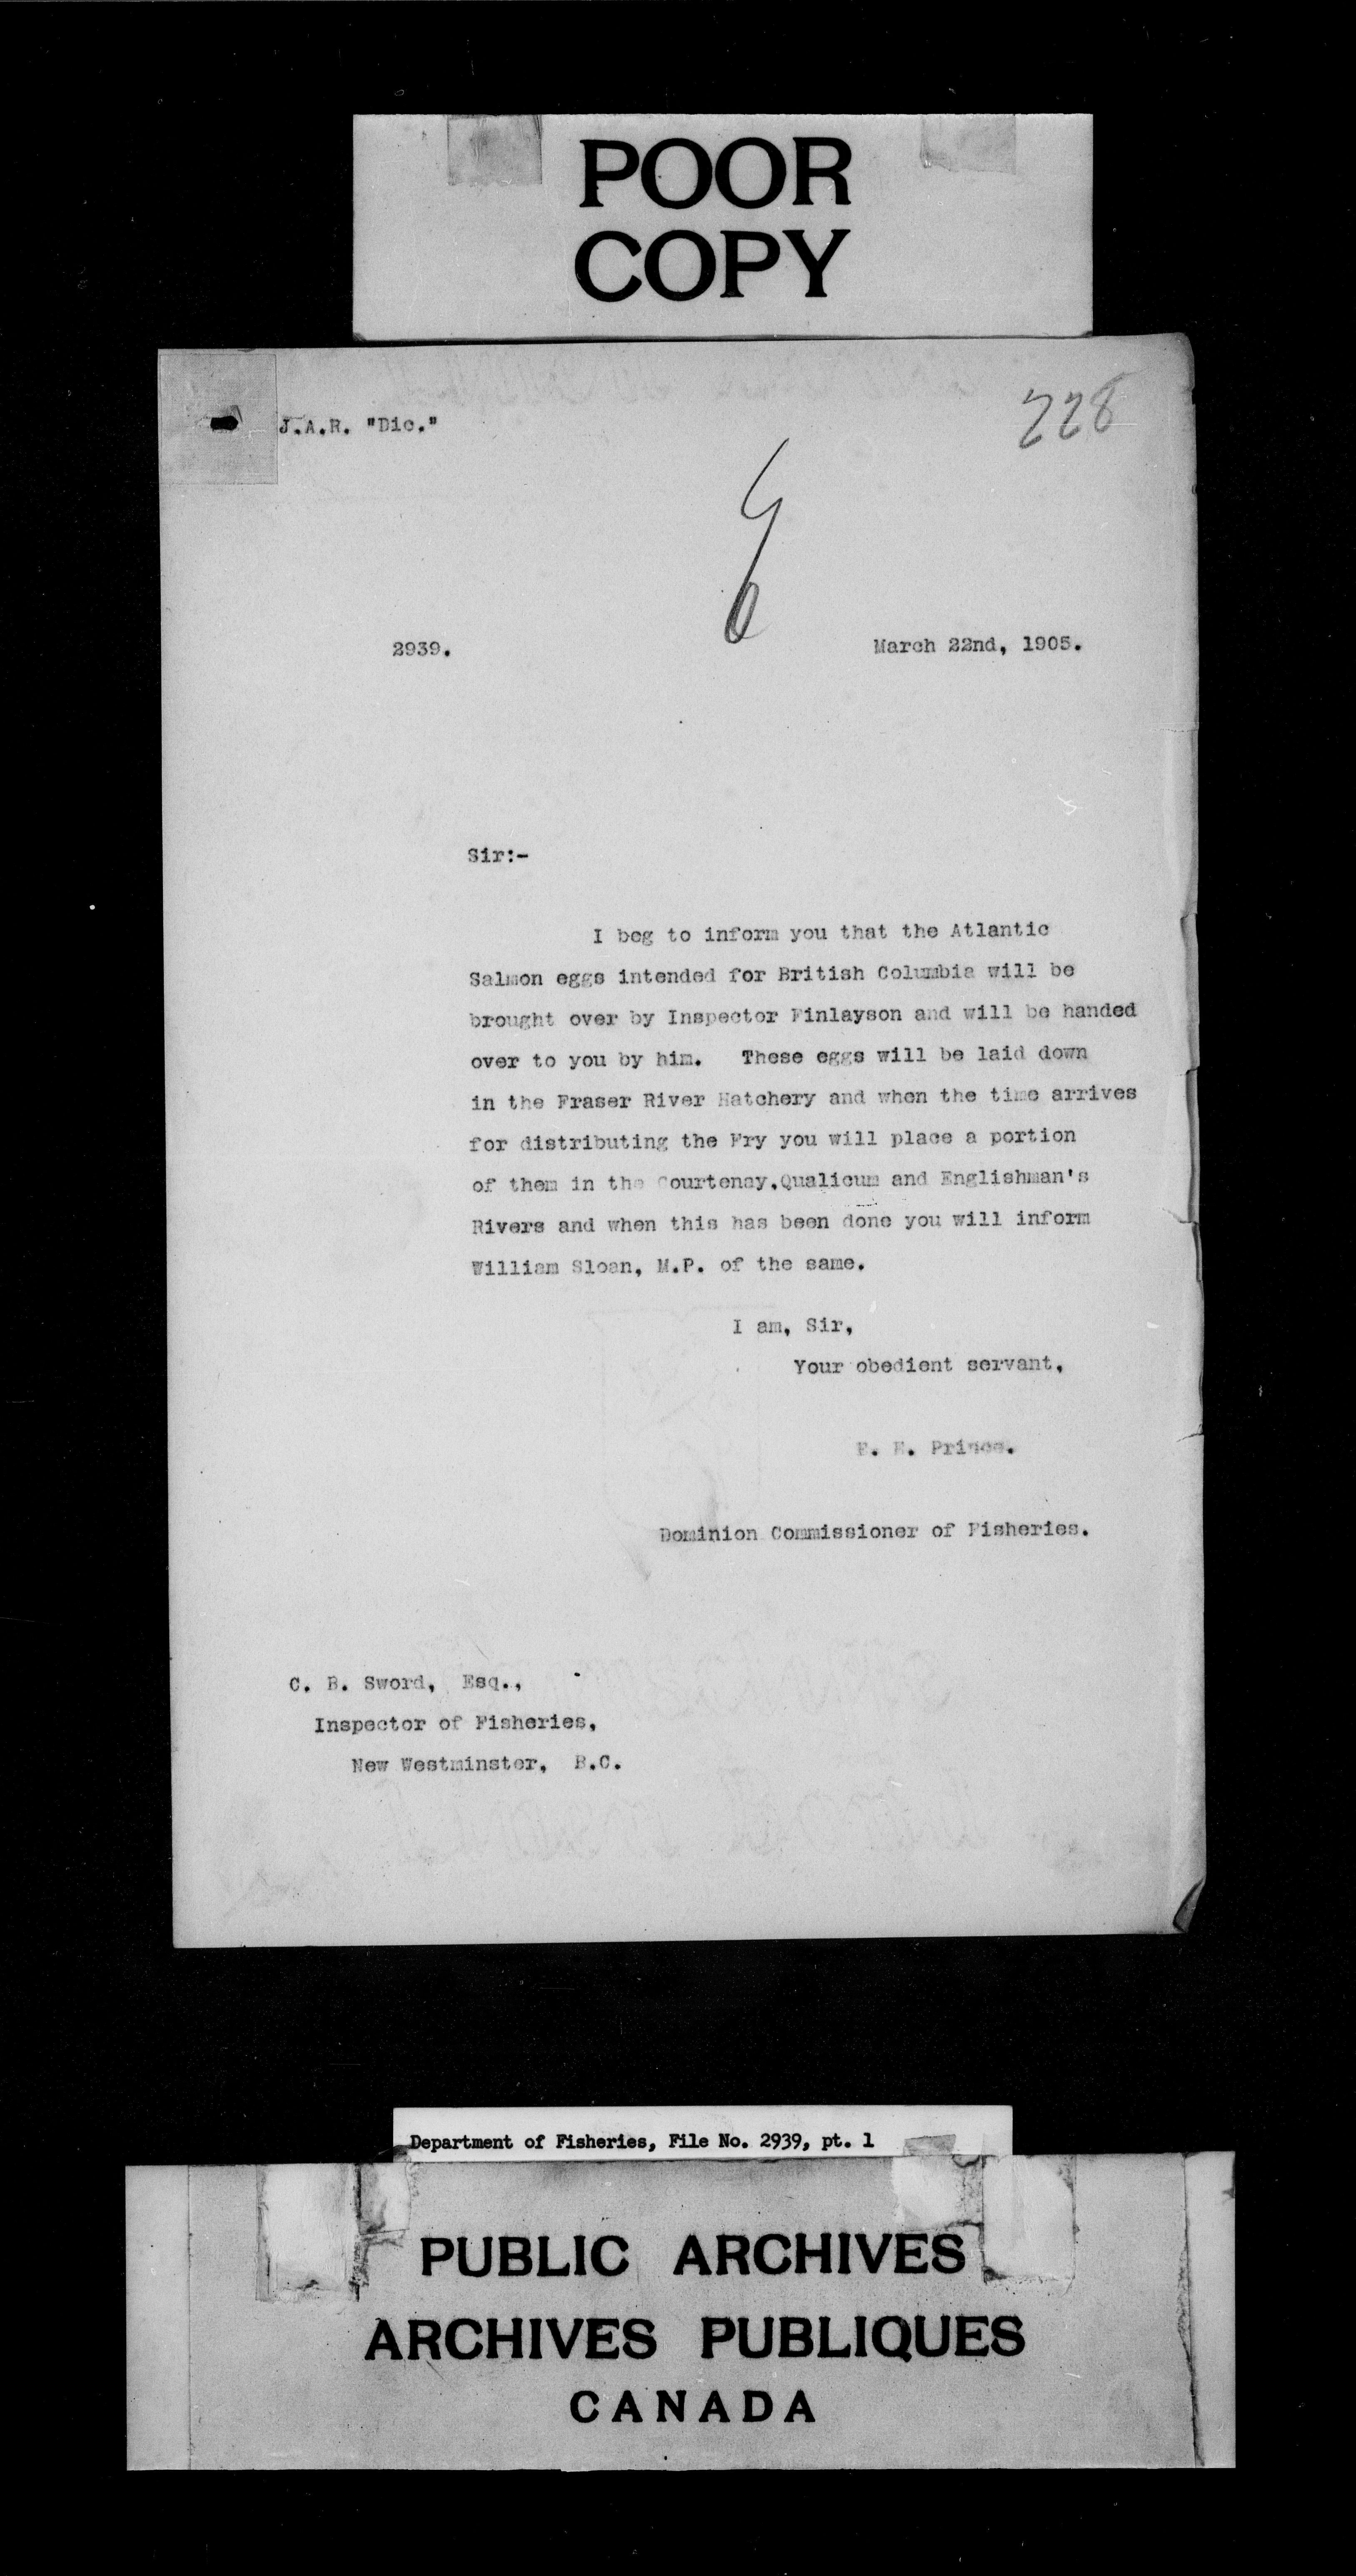 POOR
COPY
J.A.R. "Dic."
228
2939.
March 22nd, 1905.
Sir:-
I beg to inform you that the Atlantic
Salmon eggs intended for British Columbia will be
brought over by Inspector Finlayson and will be handed
over to you by him. These eggs will be laid down
in the Fraser River Hatchery and when the time arrives
for distributing the Fry you will place a portion
of them in the Courtenay,Qualicum and Englishman's
Rivers and when this has been done you will inform
William Sloan, M.P. of the same.
I am, Sir,
Your obedient servant,
E. E. Prince.
Dominion Commissioner of Fisheries.
C. B. Sword, Esq.,
Inspector of Fisheries,
New Westminster, B.C.
Department of Fisheries, File No. 2939, pt. 1
PUBLIC ARCHIVES
ARCHIVES PUBLIQUES
CANADA